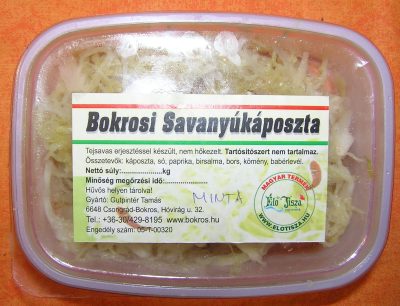 Bokrosi Savanyúkáposzta
Tejsavas erjesztéssel készült, nem hőkezelt. Tartósítószert nem tartalmaz.
Összetevők: káposzta, só, paprika, birsalma, bors, kömény, babérlevél.
Nettó súly:......................kg
Minőség megőrzési idő:..................
Hűvös helyen tárolva!
MINTA
Gyártó: Gulpintér Tamás
6648 Csongrád-Bokros, Hóvirág u. 32.
Tel.: +36-30/429-8195 www.bokros.hu
Engedély szám: 05-T-00320
MAGYAR TERMÉK
Élő Tisza
WWW.ELOTISZA.HU